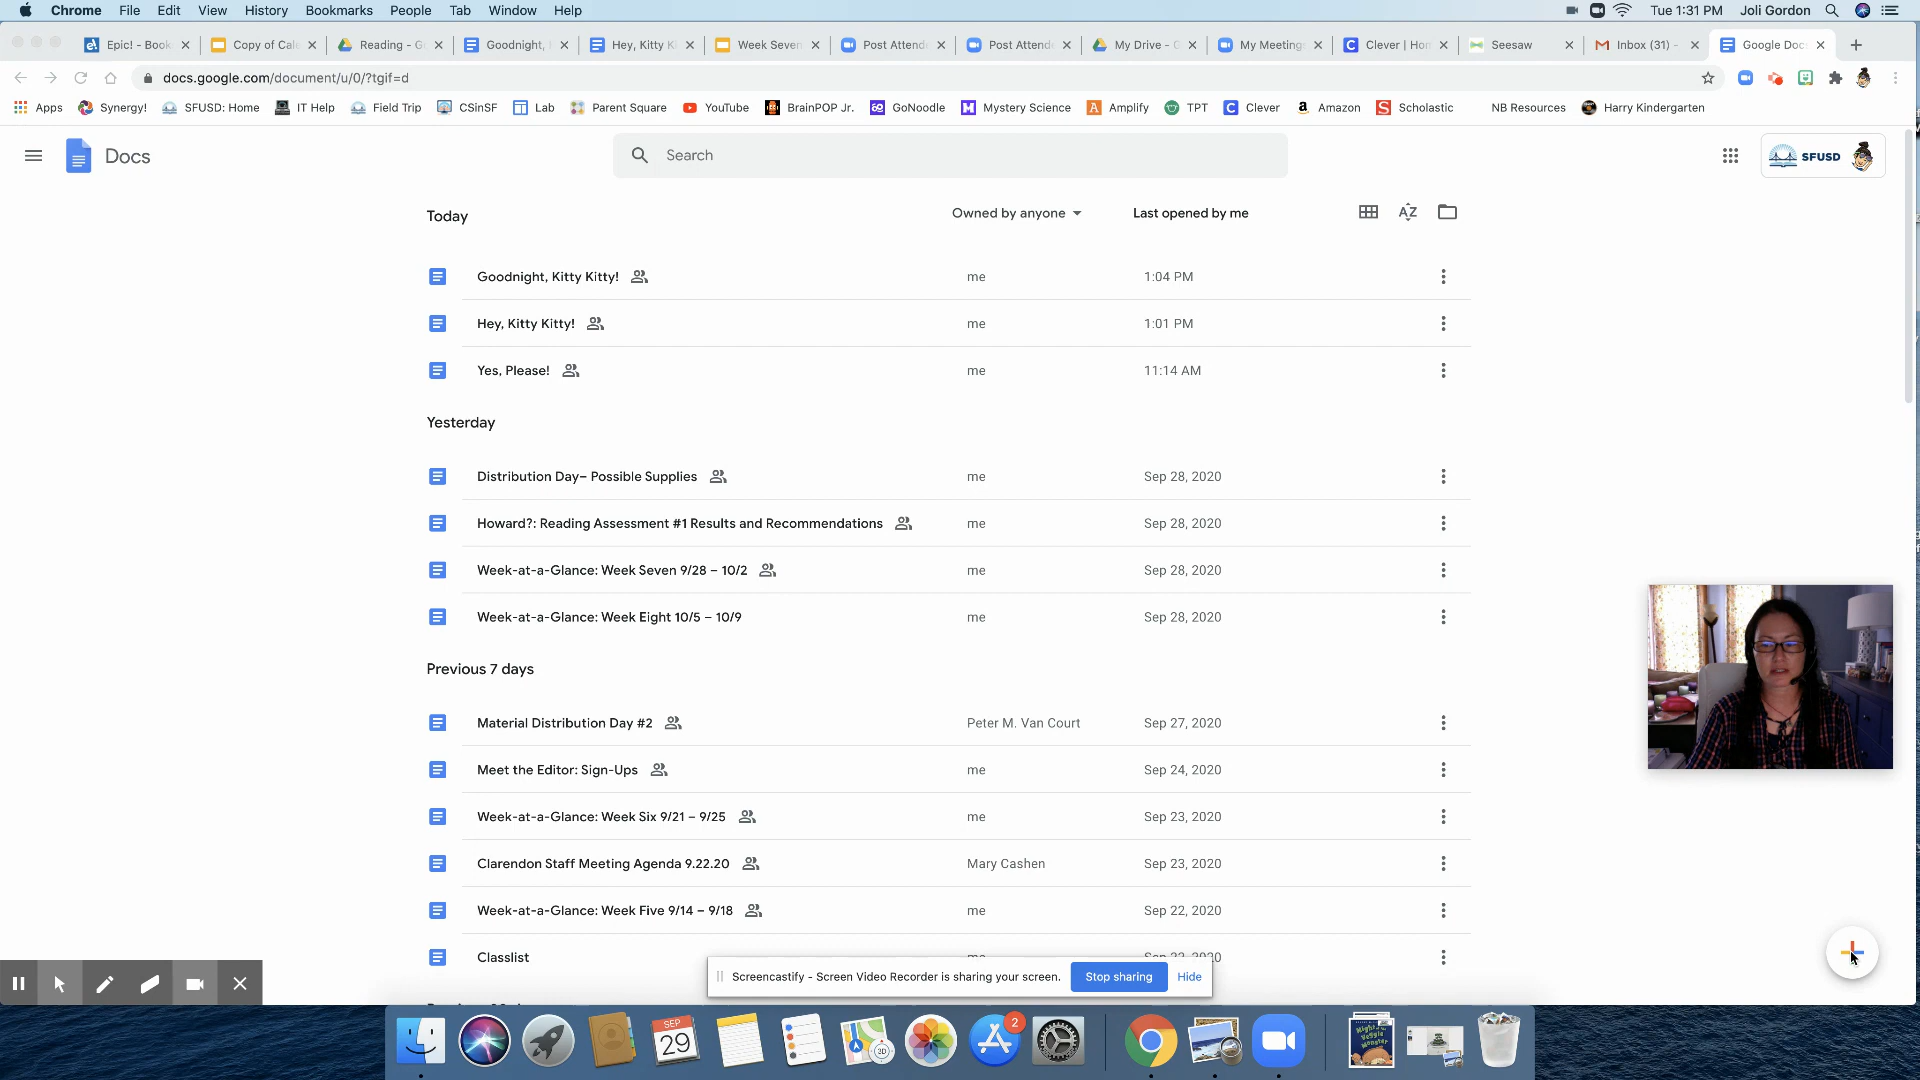 Chrome File Edit View History Bookmarks People Tab Window Help Tue 1:31 PM Joli Gordon
Epic! - Book Copy of Cal Reading - G Goodnight, Hey, Kitty K Week Seven Post Attend Post Attend My Drive - G My Meeting Clever | Hom Seesaw Inbox (31) - Google Doc
docs.google.com/document/u/0/?tgif=d
Apps Synergy! SFUSD: Home IT Help Field Trip CSinSF Lab Parent Square YouTube BrainPOP Jr. GoNoodle Mystery Science Amplify TPT Clever Amazon Scholastic NB Resources Harry Kindergarten
Docs Search SFUSD
Today Owned by anyone Last opened by me
Goodnight, Kitty Kitty! me 1:04 PM
Hey, Kitty Kitty! me 1:01 PM
Yes, Please! me 11:14 AM
Yesterday
Distribution Day– Possible Supplies me Sep 28, 2020
Howard?: Reading Assessment #1 Results and Recommendations me Sep 28, 2020
Week-at-a-Glance: Week Seven 9/28 – 10/2 me Sep 28, 2020
Week-at-a-Glance: Week Eight 10/5 – 10/9 me Sep 28, 2020
Previous 7 days
Material Distribution Day #2 Peter M. Van Court Sep 27, 2020
Meet the Editor: Sign-Ups me Sep 24, 2020
Week-at-a-Glance: Week Six 9/21 – 9/25 me Sep 23, 2020
Clarendon Staff Meeting Agenda 9.22.20 Mary Cashen Sep 23, 2020
Week-at-a-Glance: Week Five 9/14 – 9/18 me Sep 22, 2020
Classlist
Screencastify - Screen Video Recorder is sharing your screen. Stop sharing Hide
SEP 29 3D 2